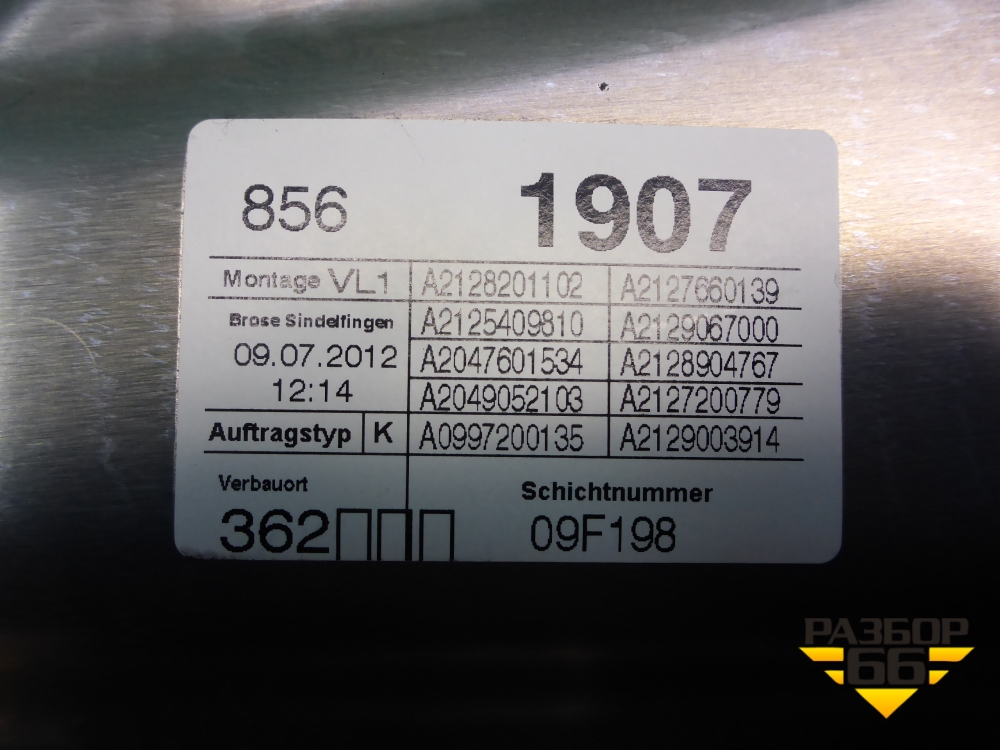 856 1907
Montage VL1 A2128201102 A2127660139
Brose Sindelfingen A2125409810 A2129067000
09.07.2012 A2047601534 A2128904767
12:14 A2049052103 A2127200779
Auftragstyp K A0997200135 A2129003914
Verbauort Schichtnummer
362 09F198
РАЗБОР
66